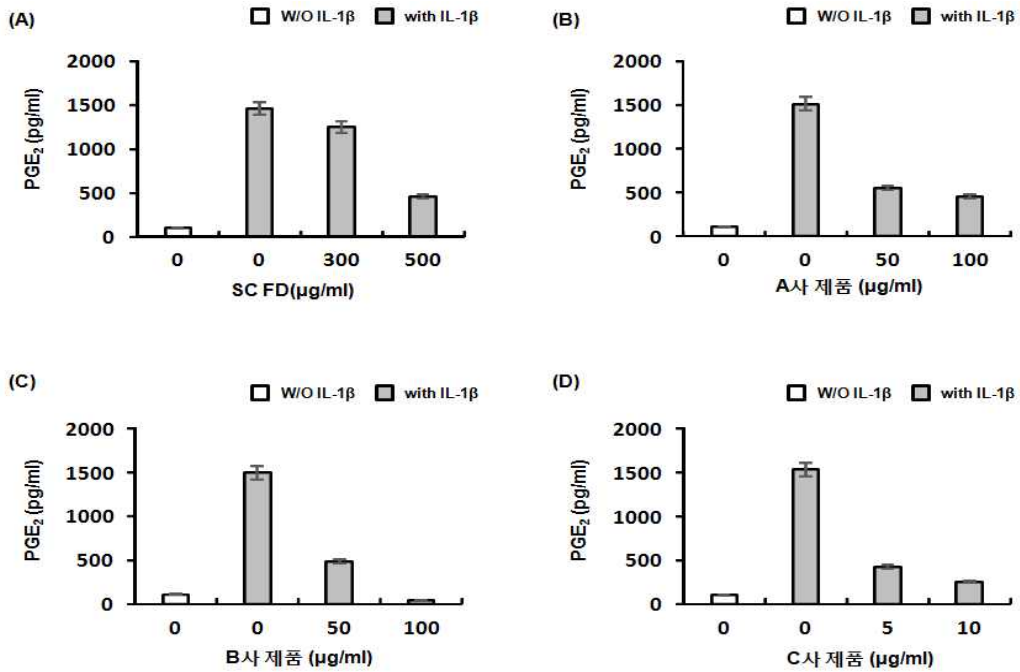 (A)
W/O IL-1β with IL-1β
PGE₂ (pg/ml)
2000
1500
1000
500
0
0 0 300 500
SC FD(μg/ml)
(B)
W/O IL-1β with IL-1β
PGE₂ (pg/ml)
2000
1500
1000
500
0
0 0 50 100
A사 제품 (μg/ml)
(C)
W/O IL-1β with IL-1β
PGE₂ (pg/ml)
2000
1500
1000
500
0
0 0 50 100
B사 제품 (μg/ml)
(D)
W/O IL-1β with IL-1β
PGE₂ (pg/ml)
2000
1500
1000
500
0
0 0 5 10
C사 제품 (μg/ml)